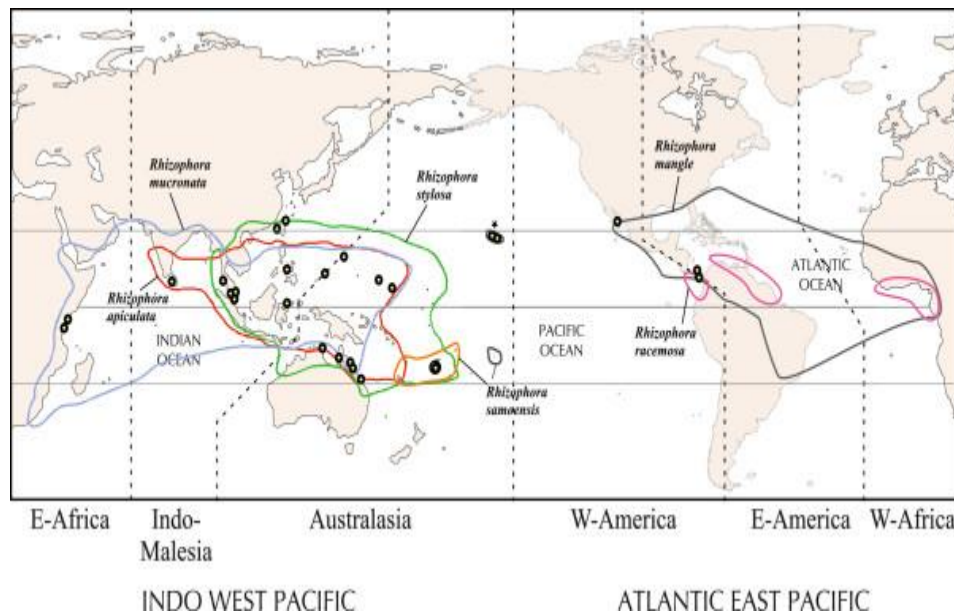 Rhizophora
mucronata
Rhizophora
stylosa
Rhizophora
mangle
Rhizophora
apiculata
INDIAN
OCEAN
PACIFIC
OCEAN
ATLANTIC
OCEAN
Rhizophora
racemosa
Rhizophora
samoensis
E-Africa
Indo-
Malesia
Australasia
W-America
E-America
W-Africa
INDO WEST PACIFIC
ATLANTIC EAST PACIFIC